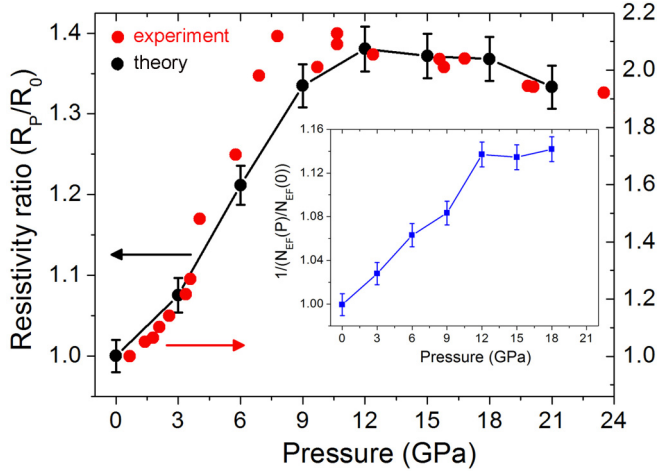 experiment
theory
Resistivity ratio (R_P/R_0)
1.4
1.3
1.2
1.1
1.0
2.2
2.0
1.8
1.6
1.4
1.2
1.0
0 3 6 9 12 15 18 21 24
Pressure (GPa)
1/(N_EF(P)/N_EF(0))
1.16
1.12
1.08
1.04
1.00
0 3 6 9 12 15 18 21
Pressure (GPa)